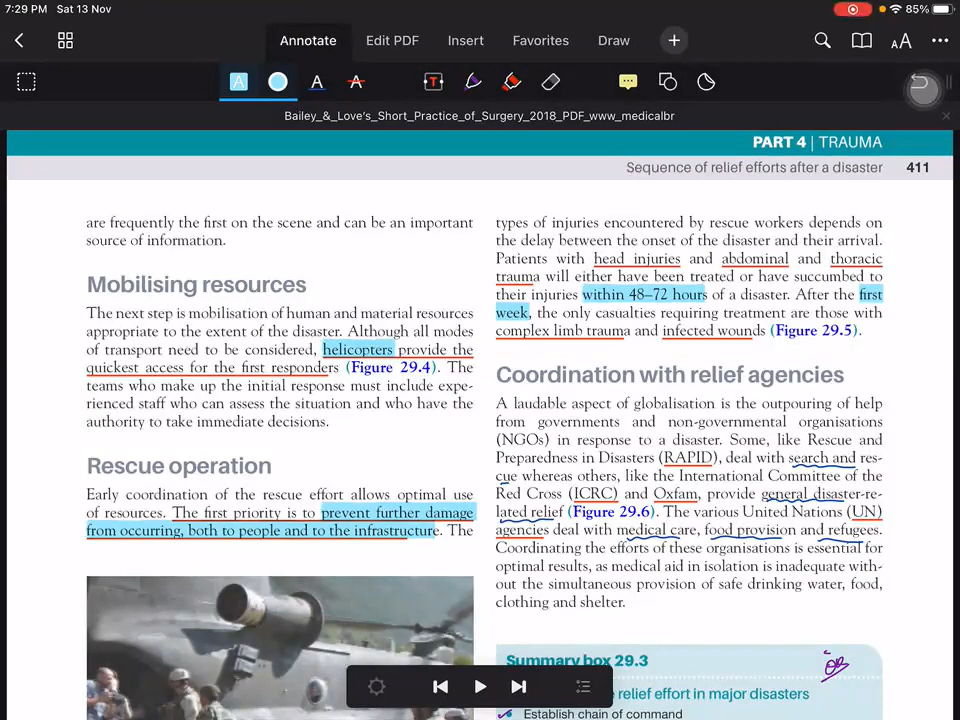 7:29 PM Sat 13 Nov
85%
Annotate Edit PDF Insert Favorites Draw
AA
A A A T
Bailey_&_Love's_Short_Practice_of_Surgery_2018_PDF_www_medicalbr
PART 4 | TRAUMA
Sequence of relief efforts after a disaster 411
are frequently the first on the scene and can be an important
source of information.
Mobilising resources
The next step is mobilisation of human and material resources
appropriate to the extent of the disaster. Although all modes
of transport need to be considered, helicopters provide the
quickest access for the first responders (Figure 29.4). The
teams who make up the initial response must include expe-
rienced staff who can assess the situation and who have the
authority to take immediate decisions.
Rescue operation
Early coordination of the rescue effort allows optimal use
of resources. The first priority is to prevent further damage
from occurring, both to people and to the infrastructure. The
types of injuries encountered by rescue workers depends on
the delay between the onset of the disaster and their arrival.
Patients with head injuries and abdominal and thoracic
trauma will either have been treated or have succumbed to
their injuries within 48–72 hours of a disaster. After the first
week, the only casualties requiring treatment are those with
complex limb trauma and infected wounds (Figure 29.5).
Coordination with relief agencies
A laudable aspect of globalisation is the outpouring of help
from governments and non-governmental organisations
(NGOs) in response to a disaster. Some, like Rescue and
Preparedness in Disasters (RAPID), deal with search and res-
cue whereas others, like the International Committee of the
Red Cross (ICRC) and Oxfam, provide general disaster-re-
lated relief (Figure 29.6). The various United Nations (UN)
agencies deal with medical care, food provision and refugees.
Coordinating the efforts of these organisations is essential for
optimal results, as medical aid in isolation is inadequate with-
out the simultaneous provision of safe drinking water, food,
clothing and shelter.
Summary box 29.3
relief effort in major disasters
Establish chain of command